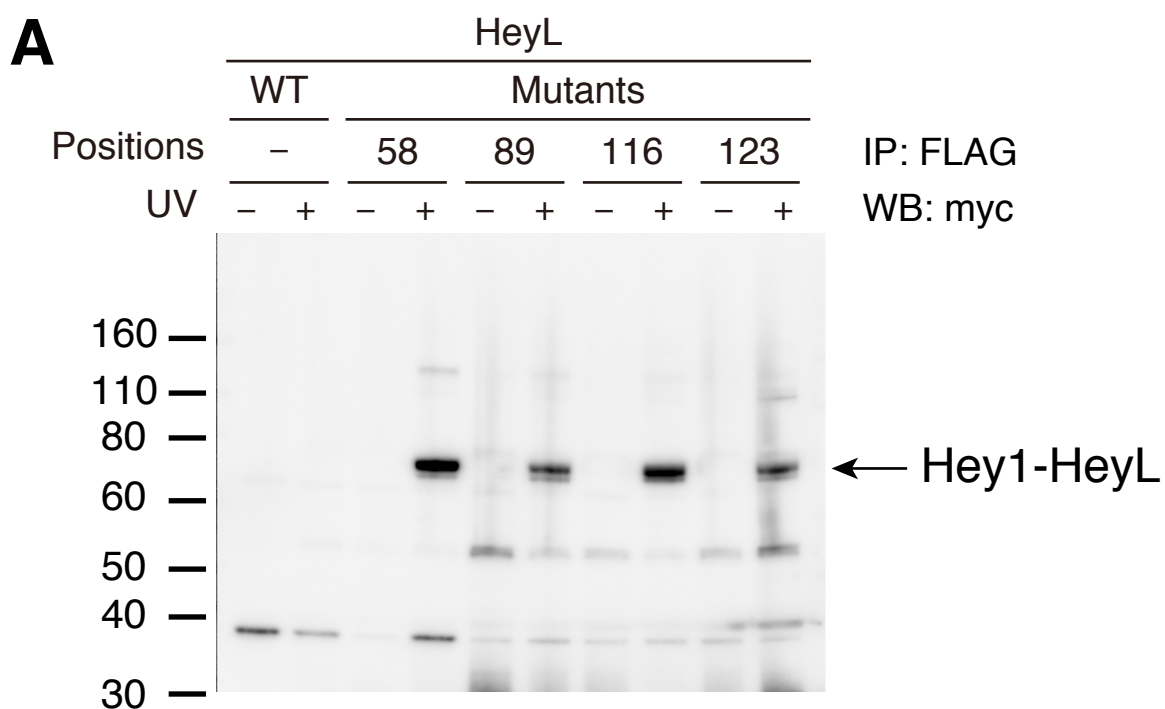 A
HeyL
WT Mutants
Positions – 58 89 116 123 IP: FLAG
UV – + – + – + – + – + WB: myc
160
110
80
Hey1-HeyL
60
50
40
30